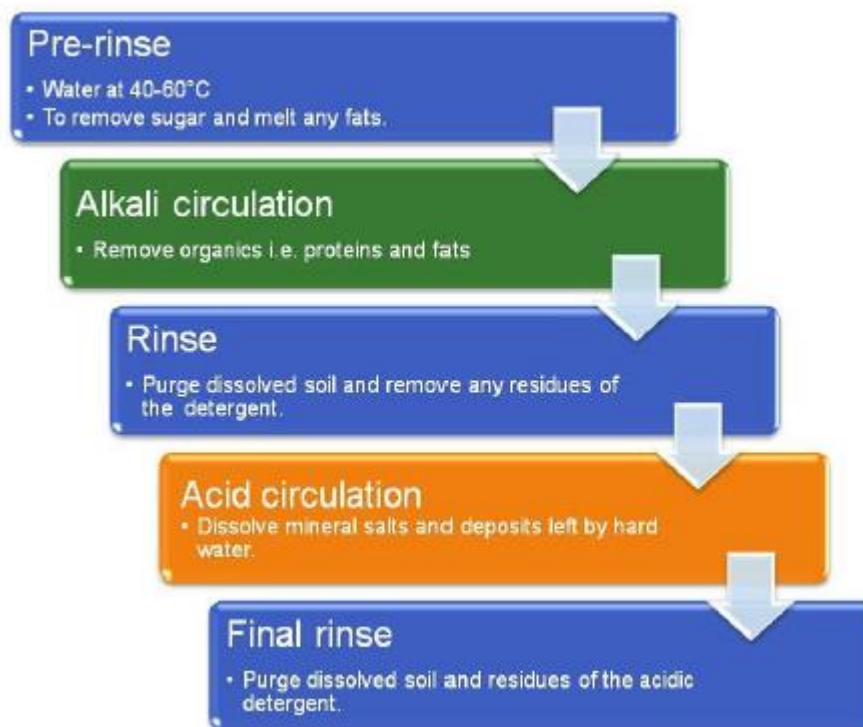 Pre-rinse
• Water at 40-60°C
• To remove sugar and melt any fats.
Alkali circulation
• Remove organics i.e. proteins and fats
Rinse
• Purge dissolved soil and remove any residues of
the detergent.
Acid circulation
• Dissolve mineral salts and deposits left by hard
water.
Final rinse
• Purge dissolved soil and residues of the acidic
detergent.